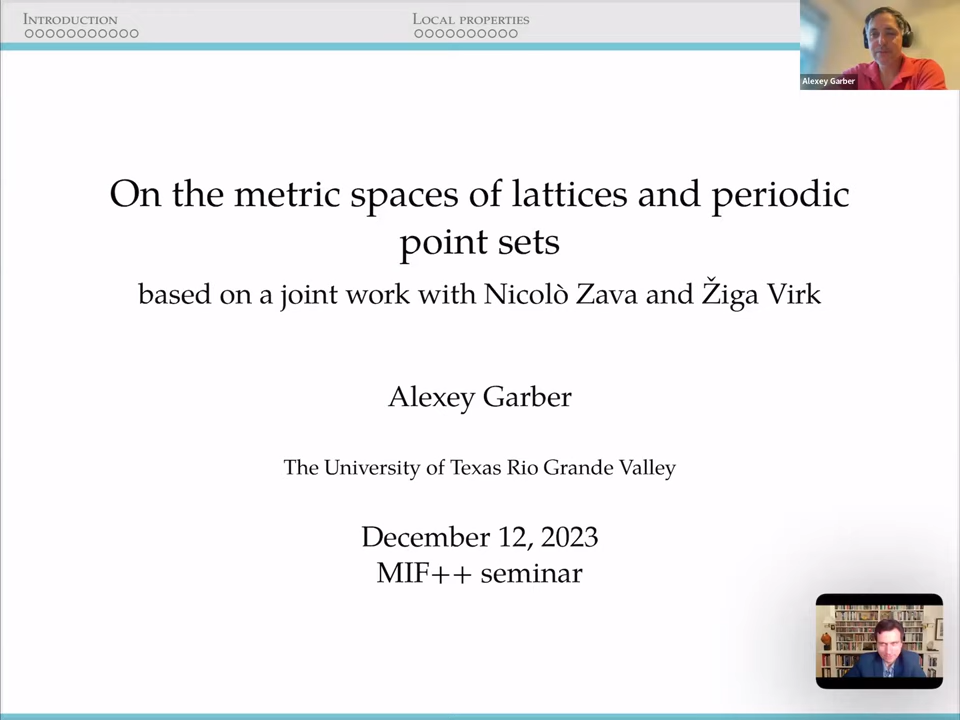 Introduction
Local properties
Alexey Garber
On the metric spaces of lattices and periodic
point sets
based on a joint work with Nicolò Zava and Žiga Virk
Alexey Garber
The University of Texas Rio Grande Valley
December 12, 2023
MIF++ seminar